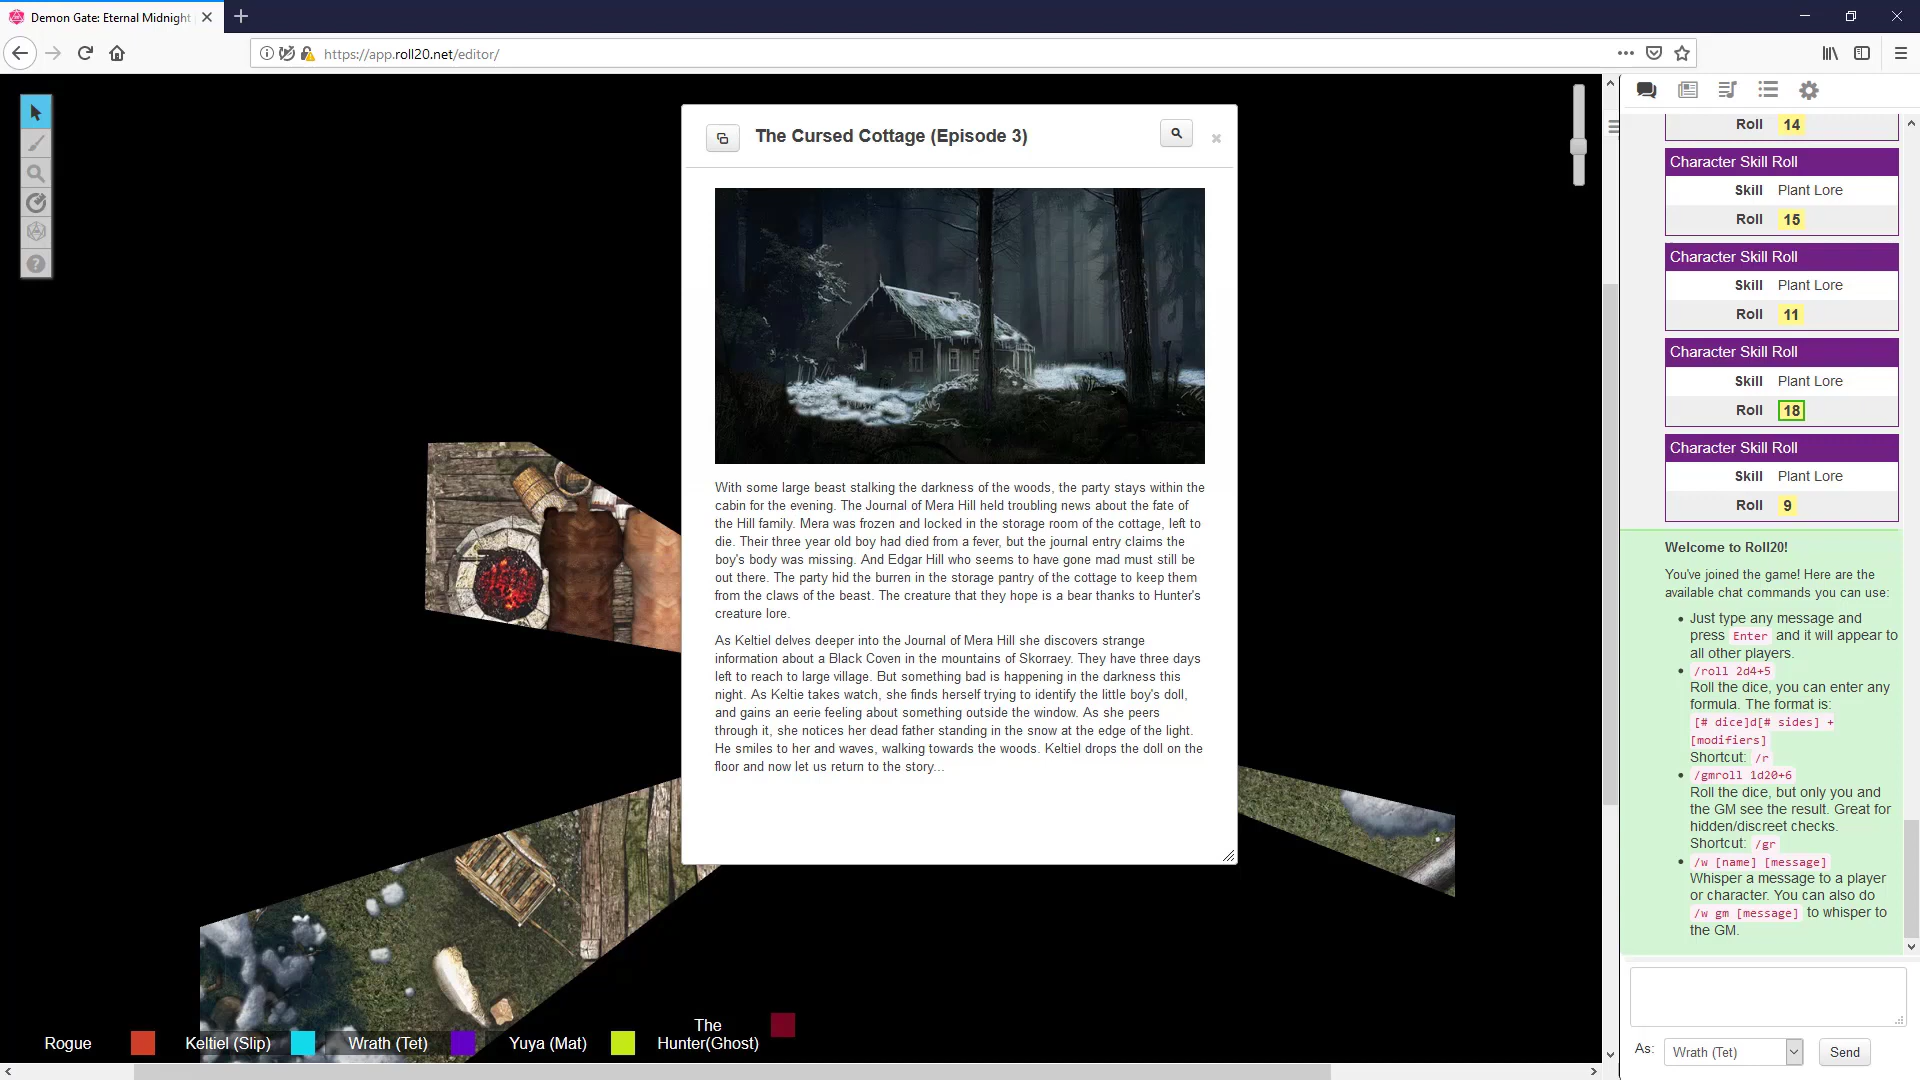 Demon Gate: Eternal Midnight
https://app.roll20.net/editor/
The Cursed Cottage (Episode 3)
With some large beast stalking the darkness of the woods, the party stays within the
cabin for the evening. The Journal of Mera Hill held troubling news about the fate of
the Hill family. Mera was frozen and locked in the storage room of the cottage, left to
die. Their three year old boy had died from a fever, but the journal entry claims the
boy's body was missing. And Edgar Hill who seems to have gone mad must still be
out there. The party hid the burren in the storage pantry of the cottage to keep them
from the claws of the beast. The creature that they hope is a bear thanks to Hunter's
creature lore.
As Keltiel delves deeper into the Journal of Mera Hill she discovers strange
information about a Black Coven in the mountains of Skorraey. They have three days
left to reach to large village. But something bad is happening in the darkness this
night. As Keltie takes watch, she finds herself trying to identify the little boy's doll,
and gains an eerie feeling about something outside the window. As she peers
through it, she notices her dead father standing in the snow at the edge of the light.
He smiles to her and waves, walking towards the woods. Keltiel drops the doll on the
floor and now let us return to the story...
Rogue
Keltiel (Slip)
Wrath (Tet)
Yuya (Mat)
The
Hunter(Ghost)
Roll 14
Character Skill Roll
Skill Plant Lore
Roll 15
Character Skill Roll
Skill Plant Lore
Roll 11
Character Skill Roll
Skill Plant Lore
Roll 18
Character Skill Roll
Skill Plant Lore
Roll 9
Welcome to Roll20!
You've joined the game! Here are the
available chat commands you can use:
• Just type any message and
press Enter and it will appear to
all other players.
• /roll 2d4+5
Roll the dice, you can enter any
formula. The format is:
[# dice]d[# sides] +
[modifiers]
Shortcut: /r
• /gmroll 1d20+6
Roll the dice, but only you and
the GM see the result. Great for
hidden/discreet checks.
Shortcut: /gr
• /w [name] [message]
Whisper a message to a player
or character. You can also do
/w gm [message] to whisper to
the GM.
As: Wrath (Tet) Send